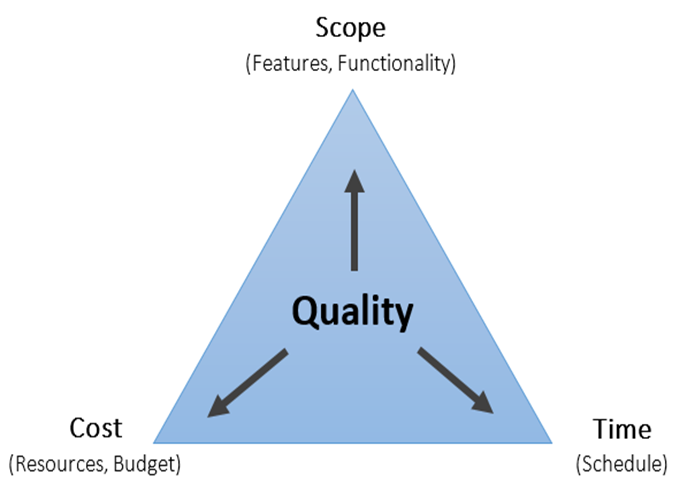 Scope
(Features, Functionality)
Quality
Cost
(Resources, Budget)
Time
(Schedule)